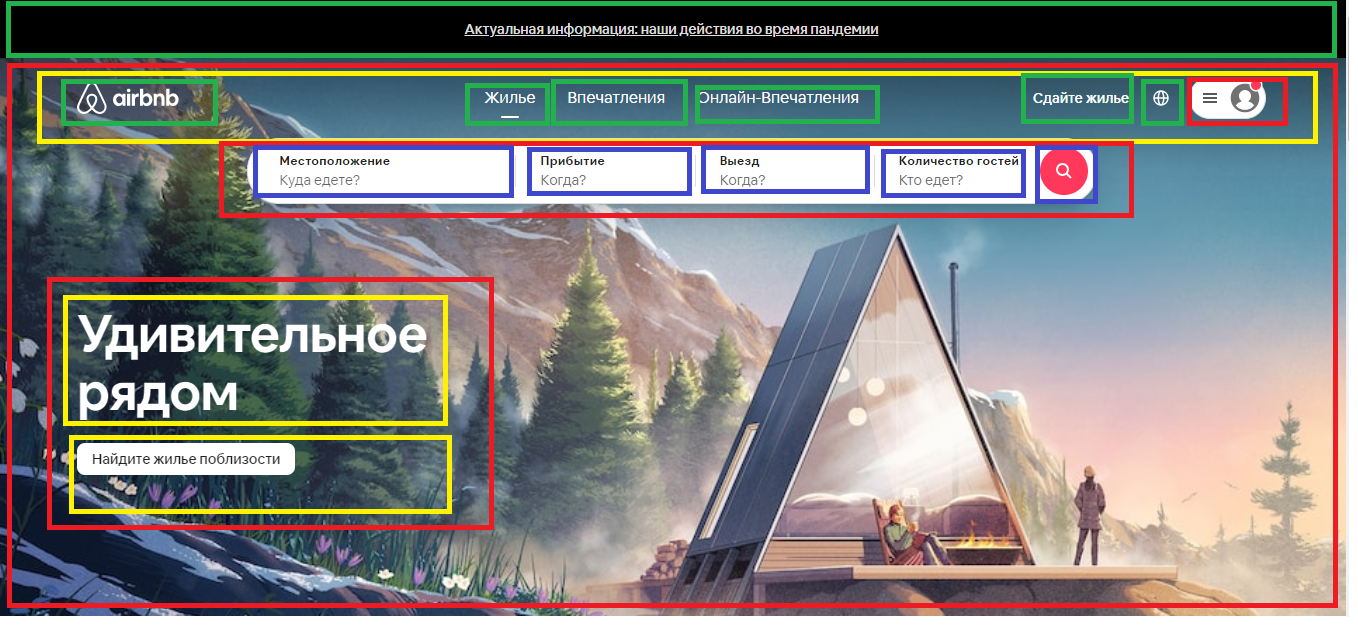 Актуальная информация: наши действия во время пандемии
airbnb
Жилье
Впечатления
Онлайн-Впечатления
Сдайте жилье
Местоположение
Куда едете?
Прибытие
Когда?
Выезд
Когда?
Количество гостей
Кто едет?
Удивительное
рядом
Найдите жилье поблизости